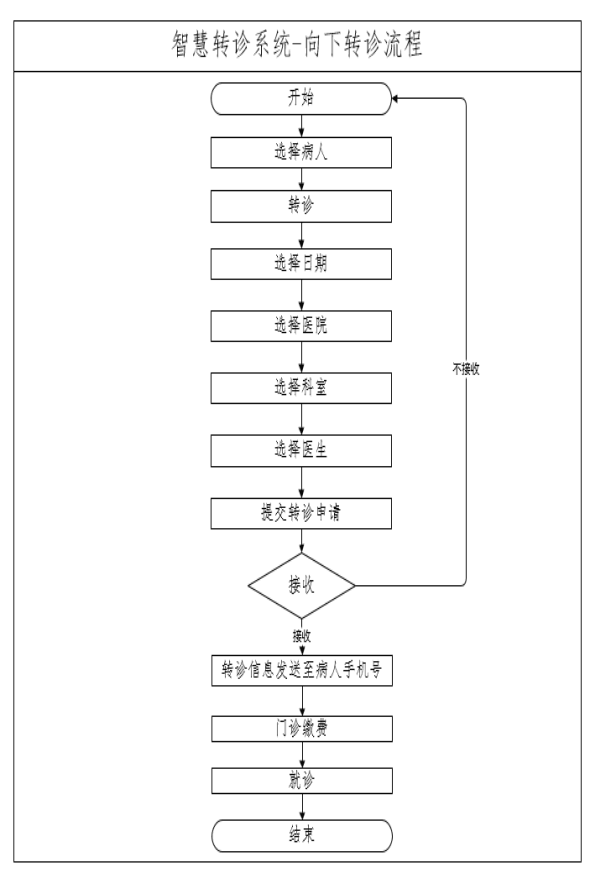 智慧转诊系统-向下转诊流程
开始
选择病人
转诊
选择日期
选择医院
不接收
选择科室
选择医生
提交转诊申请
接收
接收
转诊信息发送至病人手机号
门诊缴费
就诊
结束